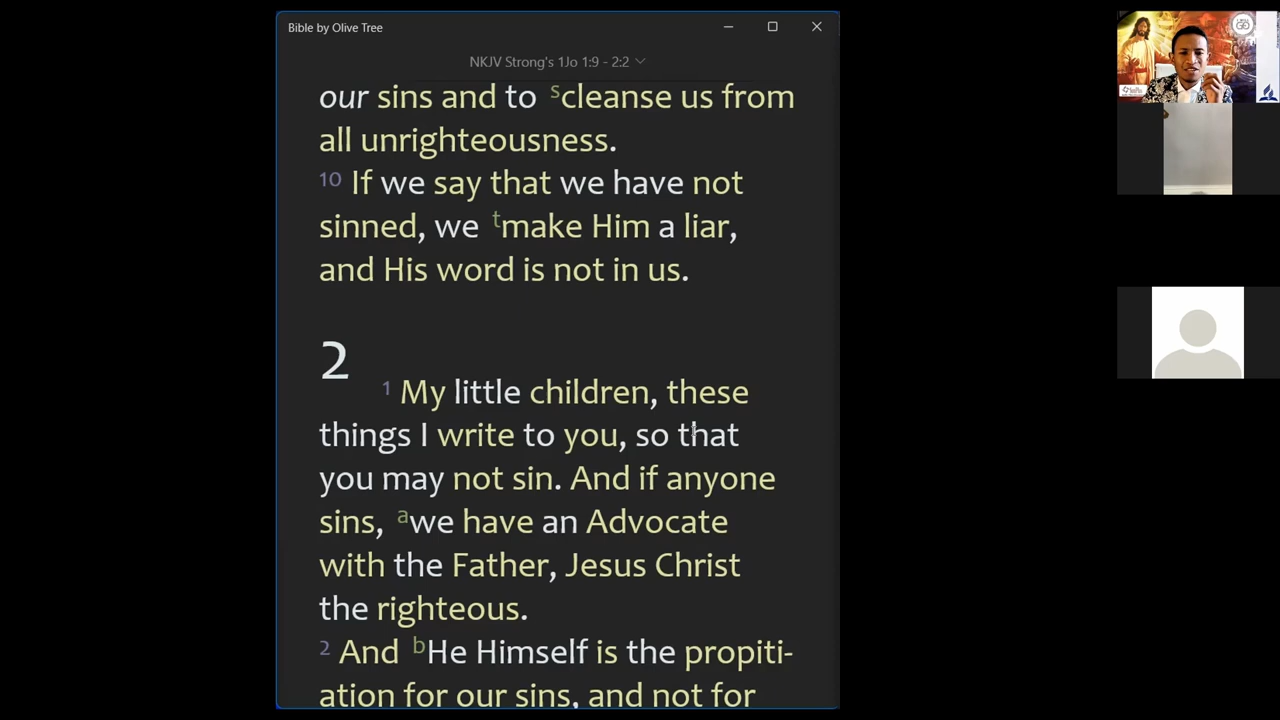 Bible by Olive Tree
NKJV Strong's 1Jo 1:9 - 2:2
our sins and to scleanse us from
all unrighteousness.
10 If we say that we have not
sinned, we tmake Him a liar,
and His word is not in us.
2
1 My little children, these
things I write to you, so that
you may not sin. And if anyone
sins, awe have an Advocate
with the Father, Jesus Christ
the righteous.
2 And bHe Himself is the propiti-
ation for our sins, and not for